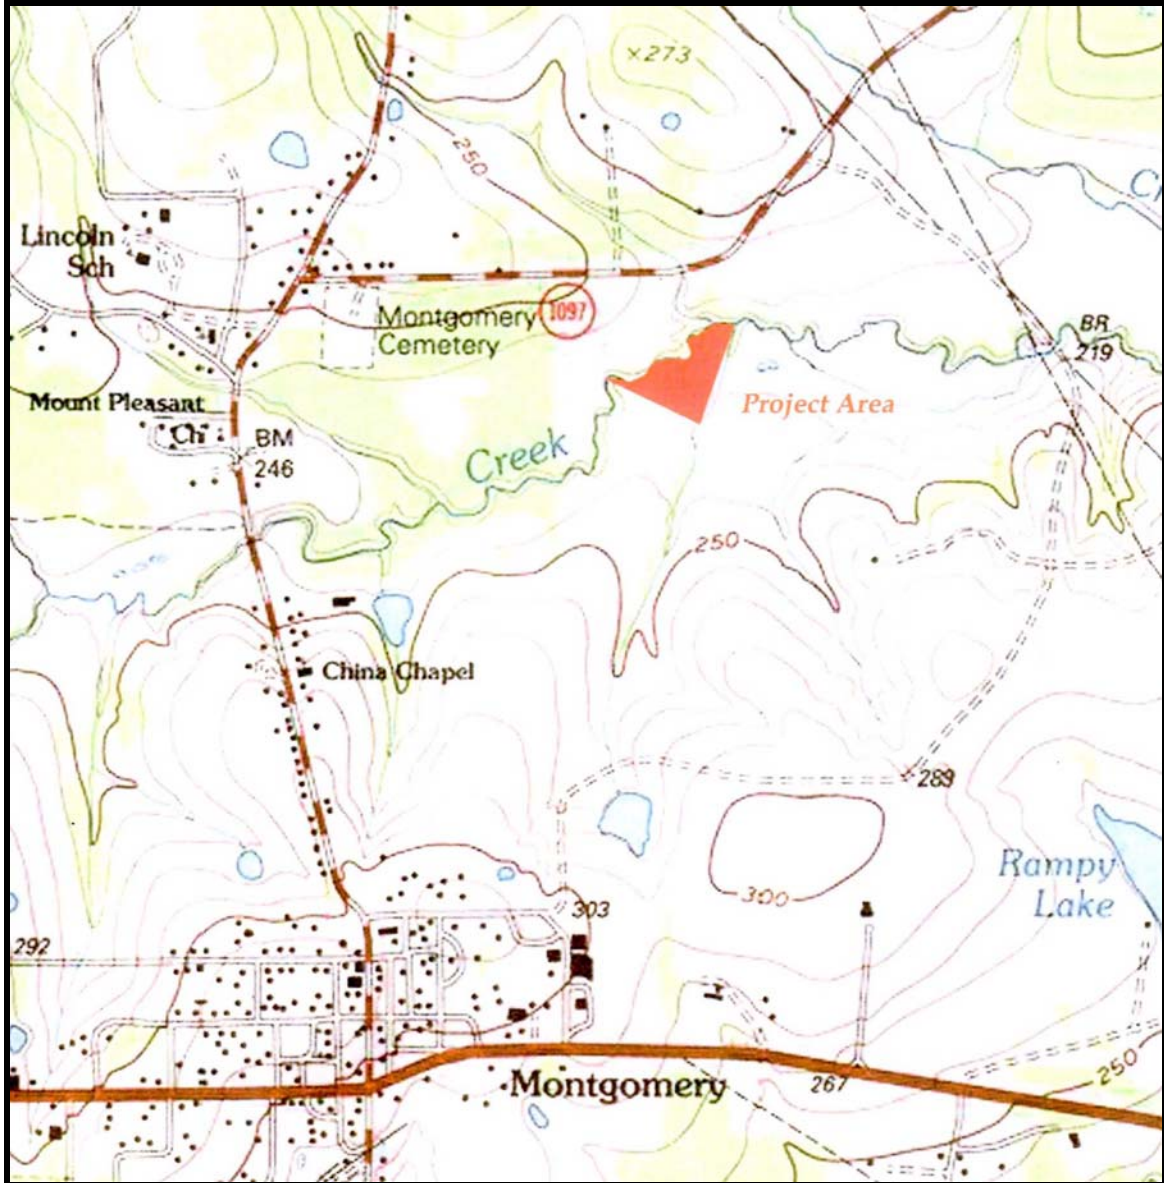 ×273
250
Cr
Lincoln
Sch
1097
Montgomery
Cemetery
BR
219
Mount Pleasant
Ch
Project Area
BM
246
Creek
250
China Chapel
289
Rampy
Lake
300
303
292
Montgomery
267
250